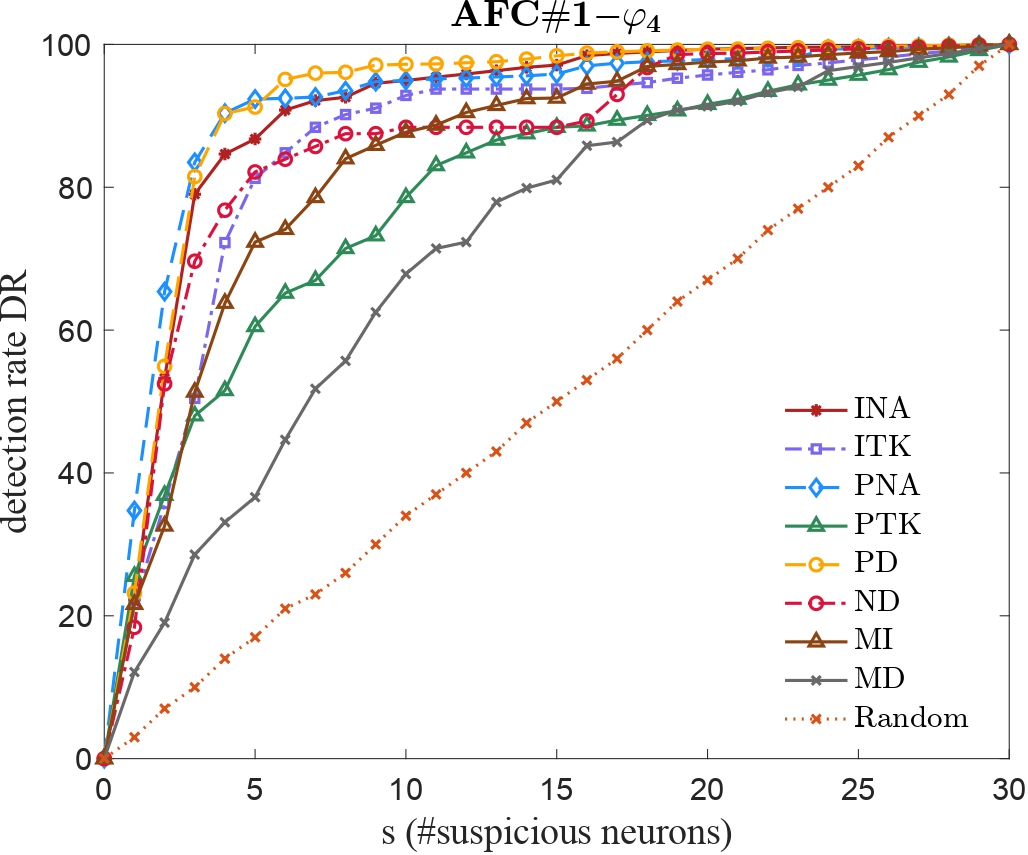 AFC#1−φ₄
detection rate DR
100
80
60
40
20
0
0 5 10 15 20 25 30
s (#suspicious neurons)
INA
ITK
PNA
PTK
PD
ND
MI
MD
Random